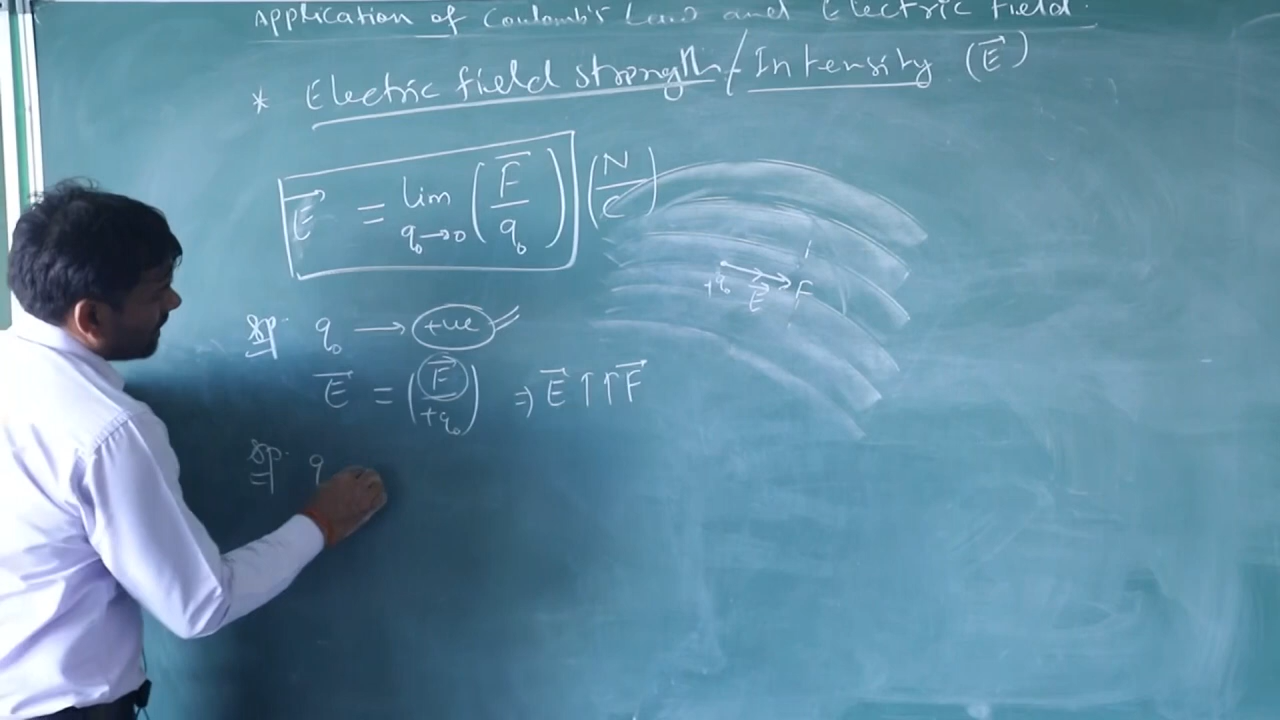 Application of Coulomb's Law and Electric Field.
* Electric field strength / Intensity (E⃗)
E⃗ = lim q₀→0 (F⃗/q₀) (N/C)
+q₀ E⃗ F
Sp. q₀ → +ve
E⃗ = (F⃗/+q₀) ⇒ E⃗ ↑↑ F⃗
Sp. q